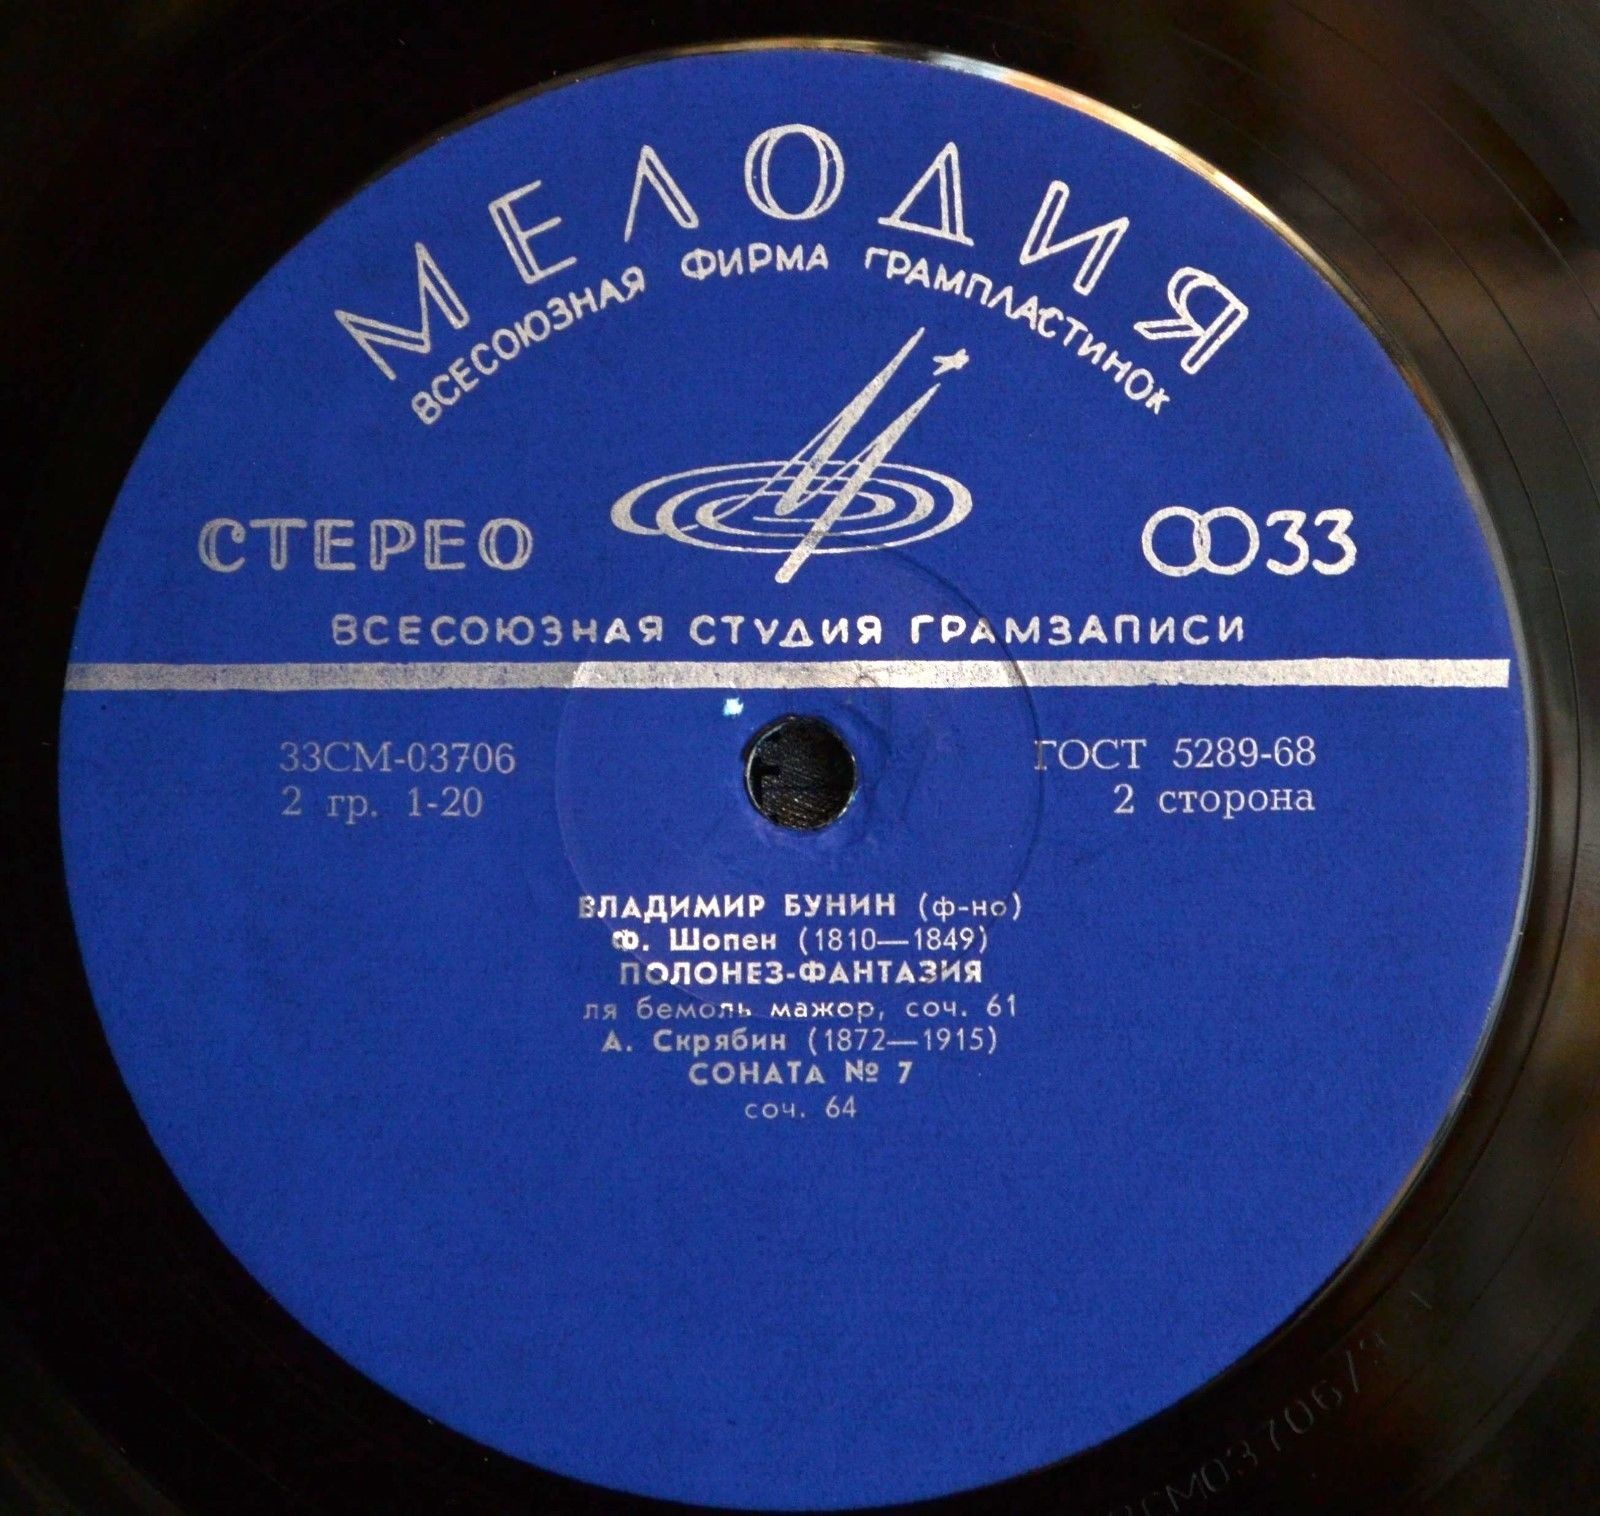 МЕЛОДИЯ
ВСЕСОЮЗНАЯ ФИРМА ГРАМПЛАСТИНОК
СТЕРЕО
33
ВСЕСОЮЗНАЯ СТУДИЯ ГРАМЗАПИСИ
33СМ-03706
ГОСТ 5289-68
2 гр. 1-20
2 сторона
ВЛАДИМИР БУНИН (ф-но)
Ф. Шопен (1810—1849)
ПОЛОНЕЗ-ФАНТАЗИЯ
ля бемоль мажор, соч. 61
А. Скрябин (1872—1915)
СОНАТА № 7
соч. 64